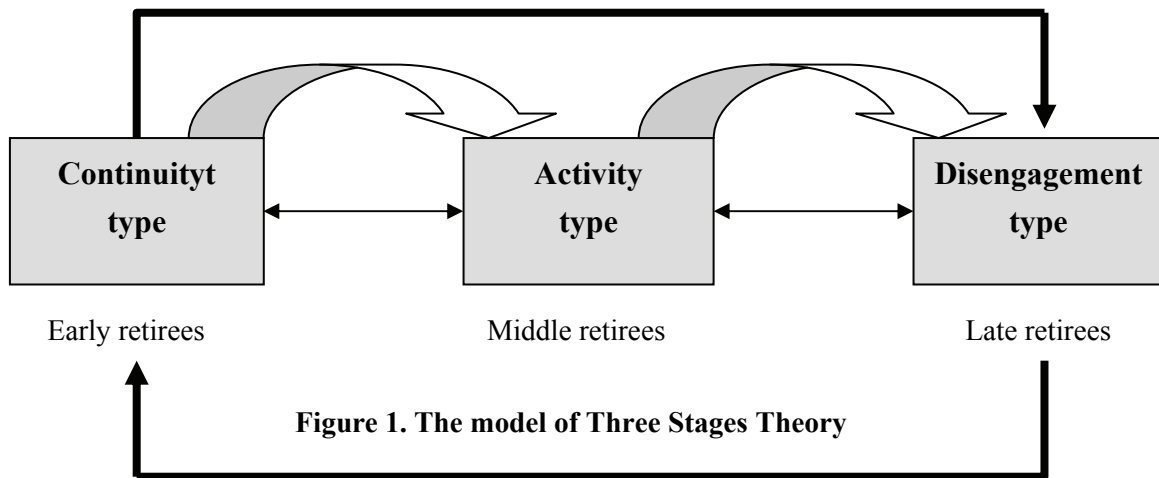 Continuityt
type
Activity
type
Disengagement
type
Early retirees
Middle retirees
Late retirees
Figure 1. The model of Three Stages Theory